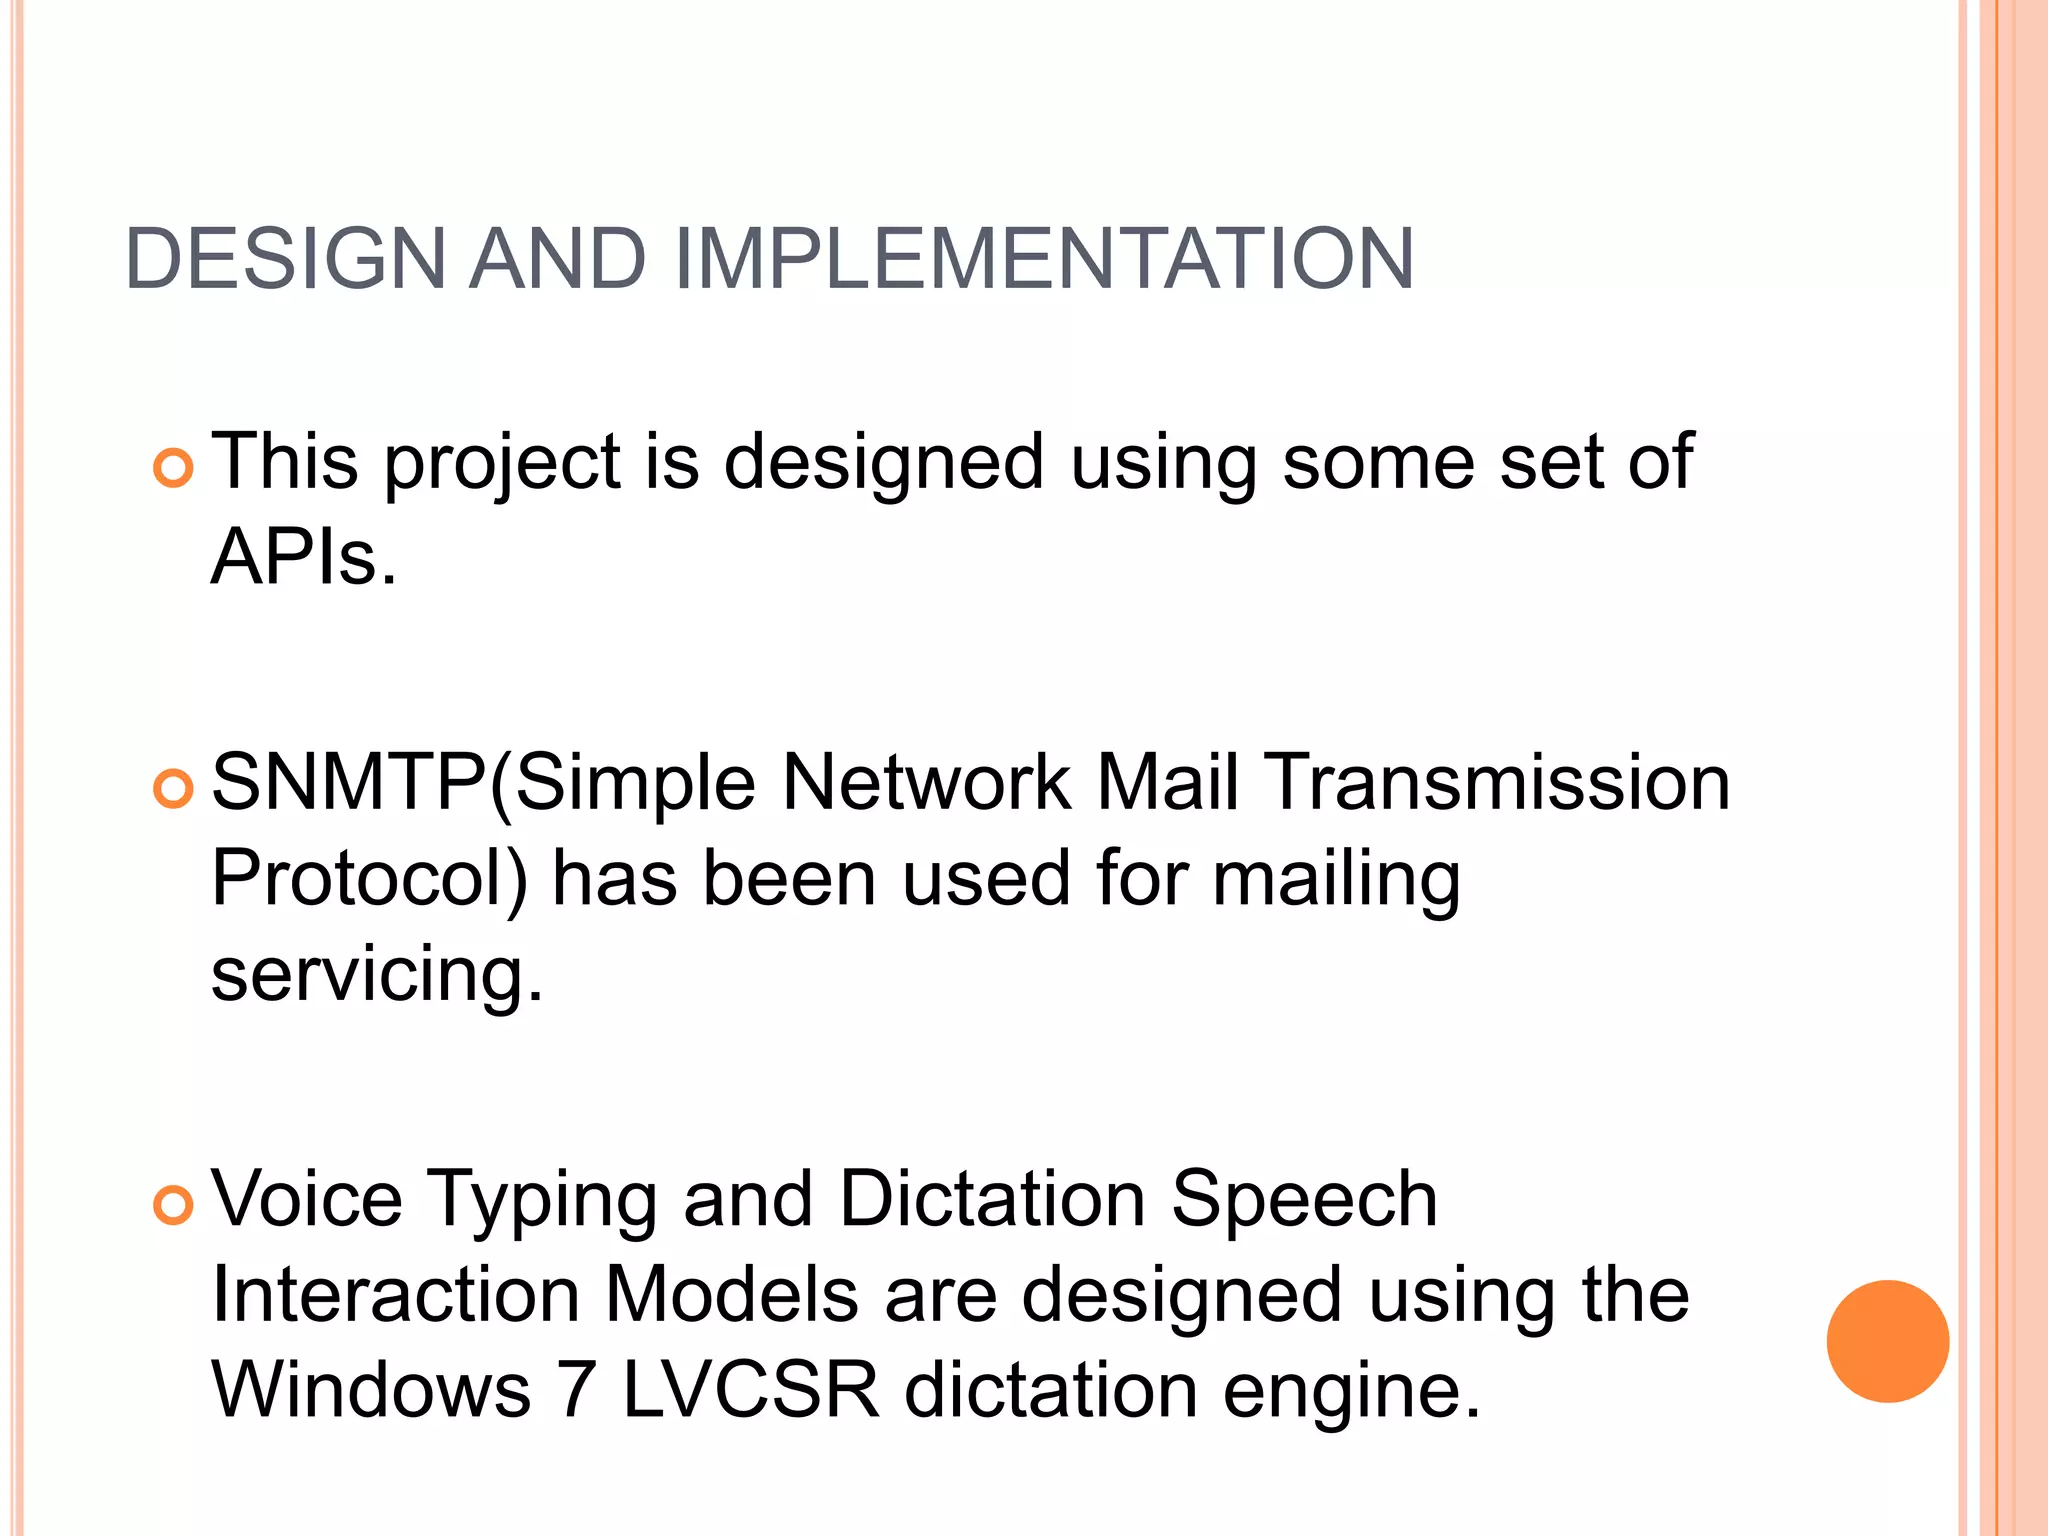 DESIGN AND IMPLEMENTATION
This project is designed using some set of
APIs.
SNMTP(Simple Network Mail Transmission
Protocol) has been used for mailing
servicing.
Voice Typing and Dictation Speech
Interaction Models are designed using the
Windows 7 LVCSR dictation engine.